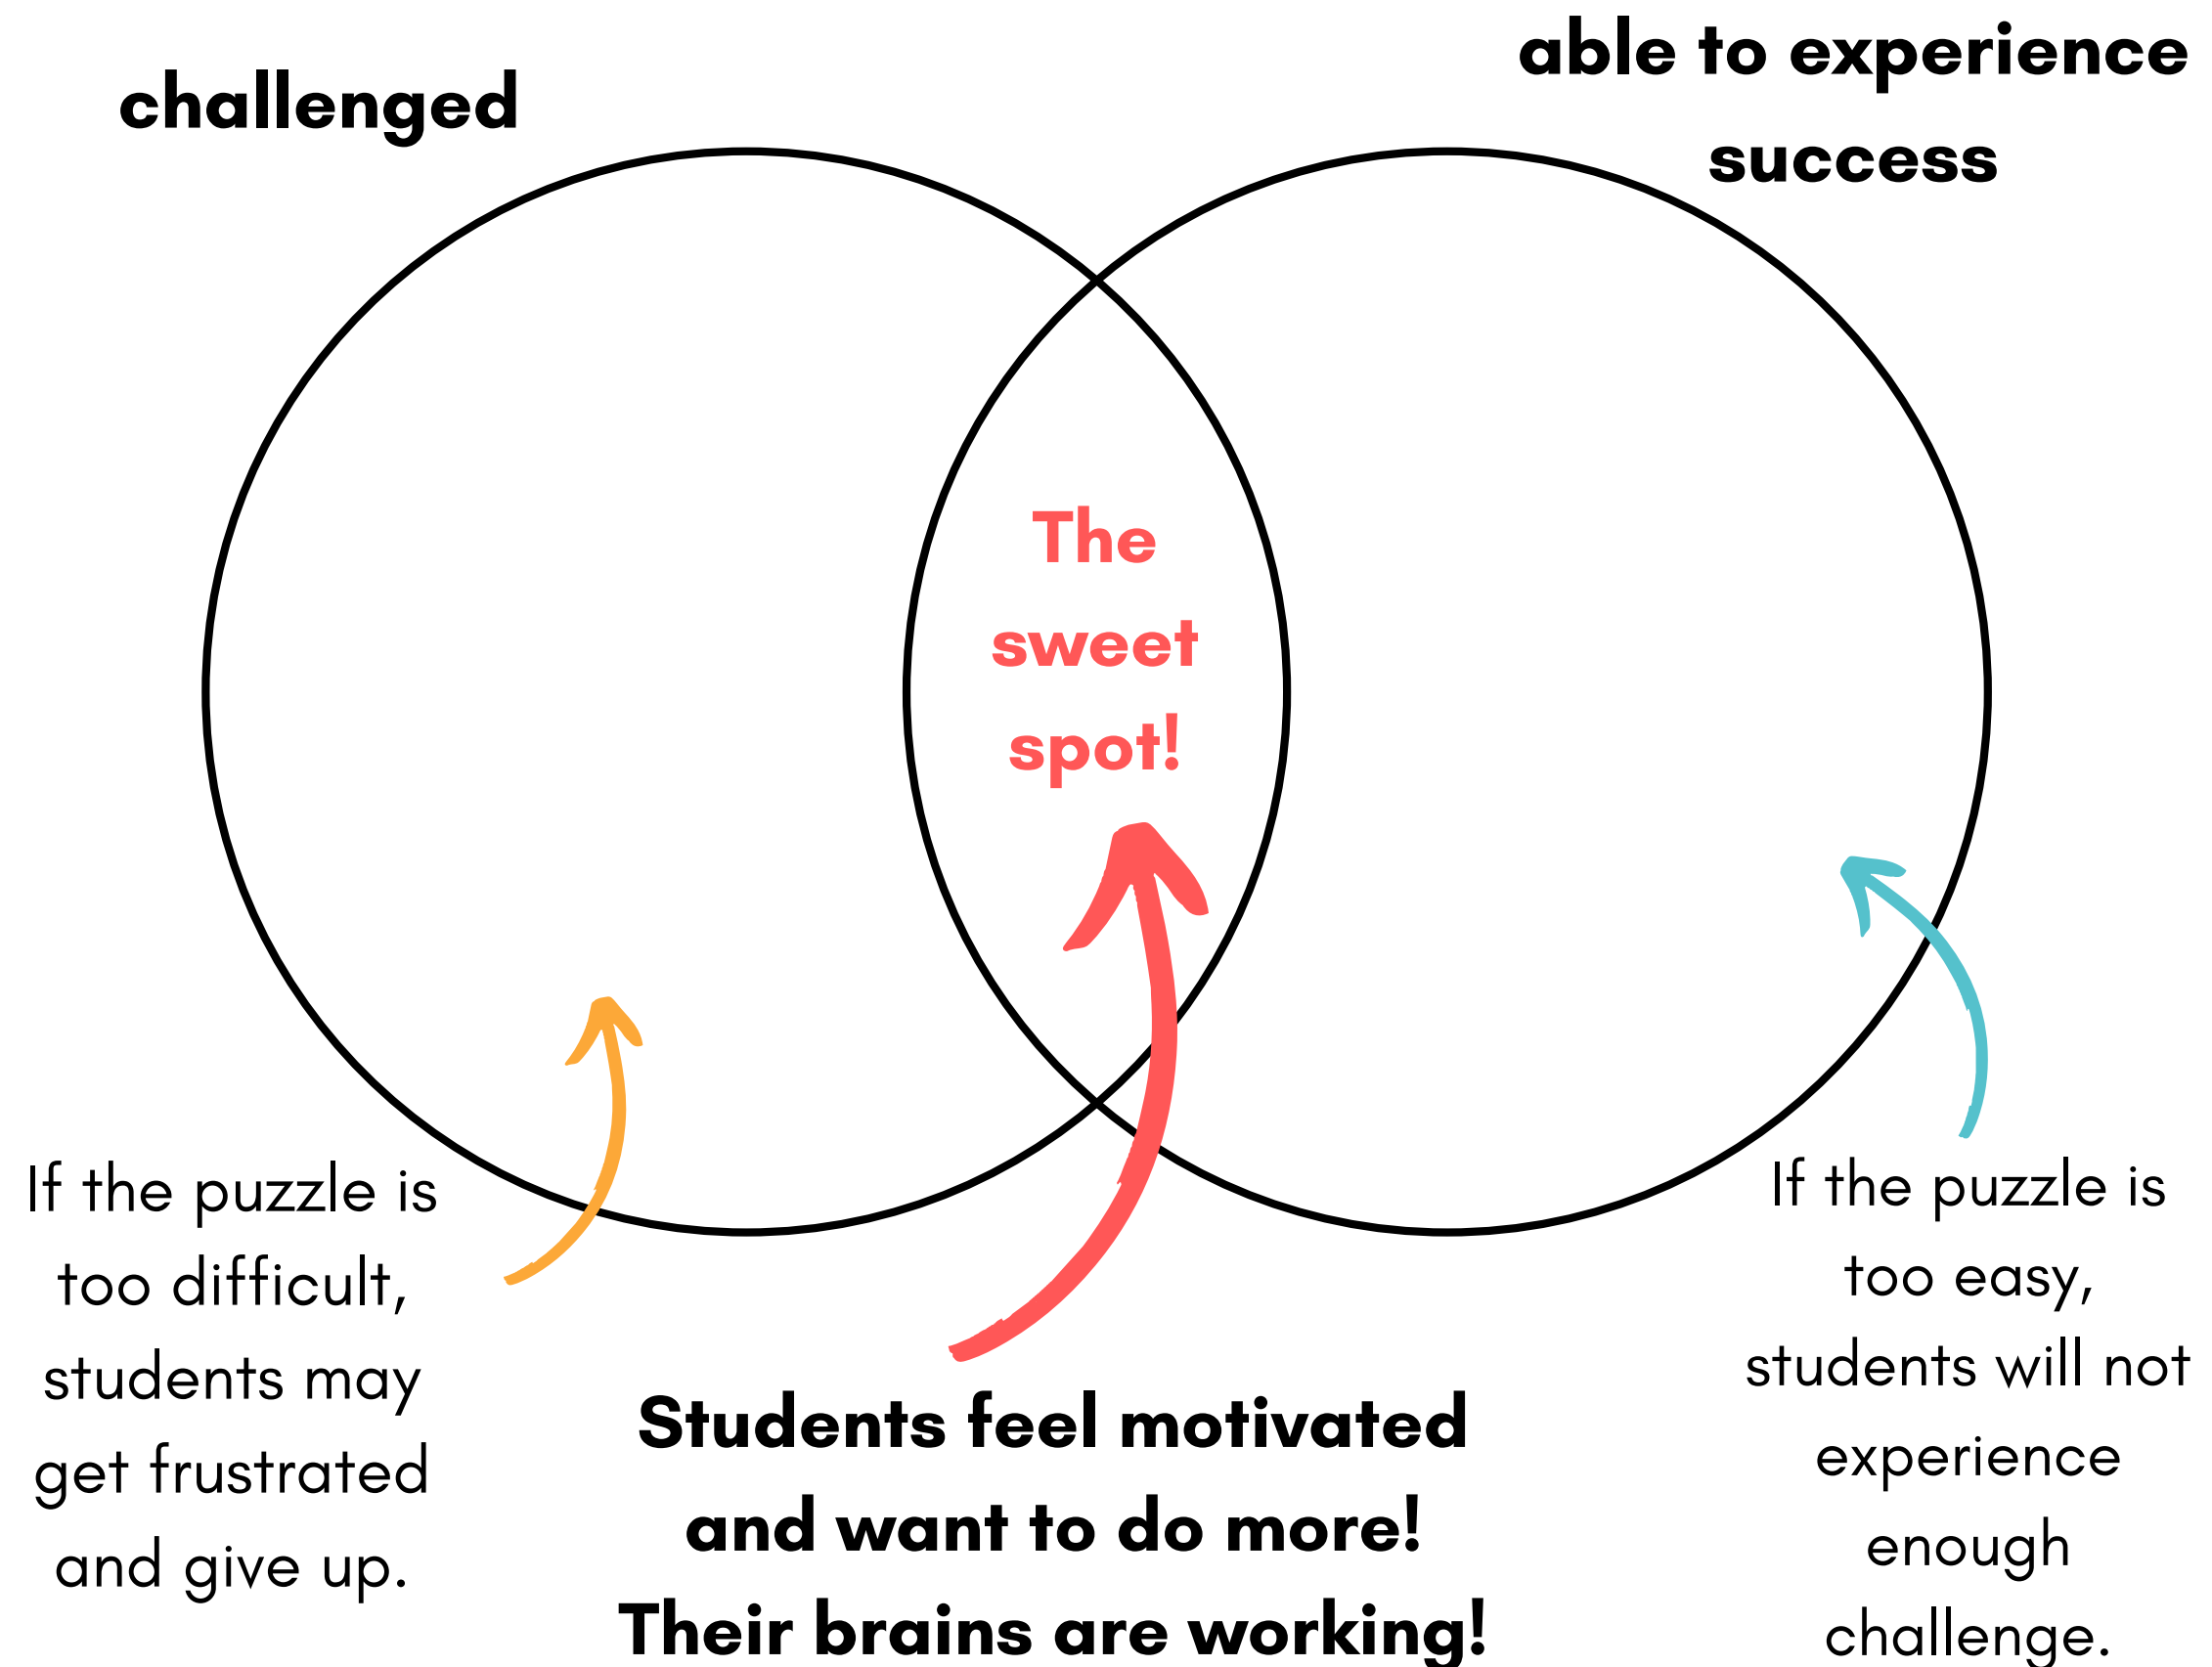 challenged
able to experience
success
The
sweet
spot!
If the puzzle is
too difficult,
students may
get frustrated
and give up.
Students feel motivated
and want to do more!
Their brains are working!
If the puzzle is
too easy,
students will not
experience
enough
challenge.